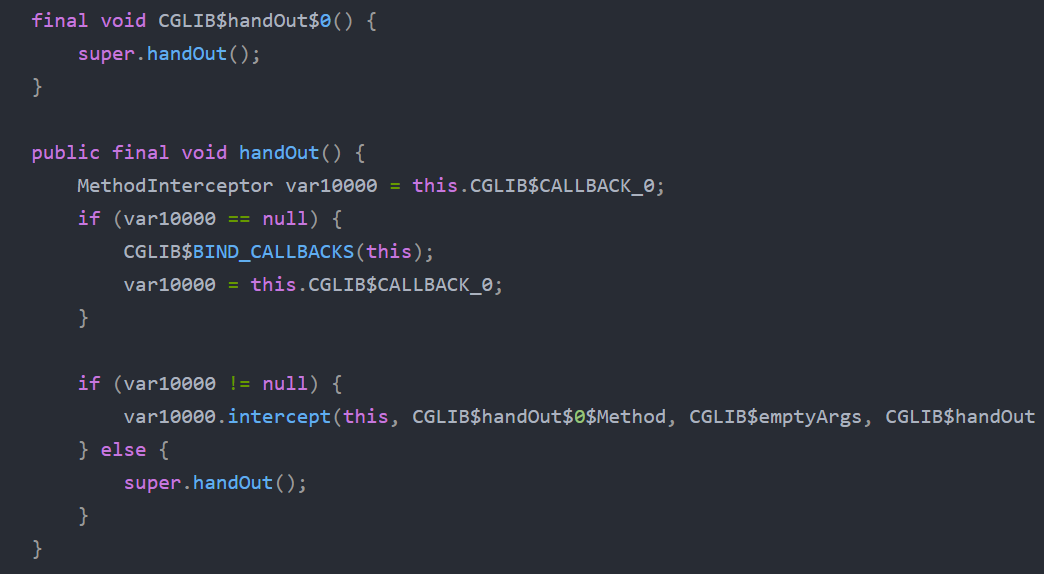 final void CGLIB$handOut$0() {
super.handOut();
}
public final void handOut() {
MethodInterceptor var10000 = this.CGLIB$CALLBACK_0;
if (var10000 == null) {
CGLIB$BIND_CALLBACKS(this);
var10000 = this.CGLIB$CALLBACK_0;
}
if (var10000 != null) {
var10000.intercept(this, CGLIB$handOut$0$Method, CGLIB$emptyArgs, CGLIB$handOut
} else {
super.handOut();
}
}